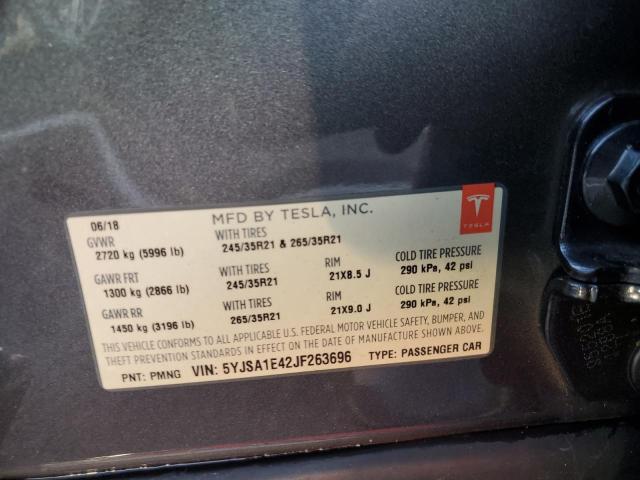 06/18 MFD BY TESLA, INC.
TESLA
GVWR WITH TIRES
2720 kg (5996 lb) 245/35R21 & 265/35R21
GAWR FRT WITH TIRES RIM COLD TIRE PRESSURE
1300 kg (2866 lb) 245/35R21 21X8.5 J 290 kPa, 42 psi
GAWR RR WITH TIRES RIM COLD TIRE PRESSURE
1450 kg (3196 lb) 265/35R21 21X9.0 J 290 kPa, 42 psi
THIS VEHICLE CONFORMS TO ALL APPLICABLE U.S. FEDERAL MOTOR VEHICLE SAFETY, BUMPER, AND
THEFT PREVENTION STANDARDS IN EFFECT ON THE DATE OF MANUFACTURE SHOWN ABOVE.
PNT: PMNG VIN: 5YJSA1E42JF263696 TYPE: PASSENGER CAR